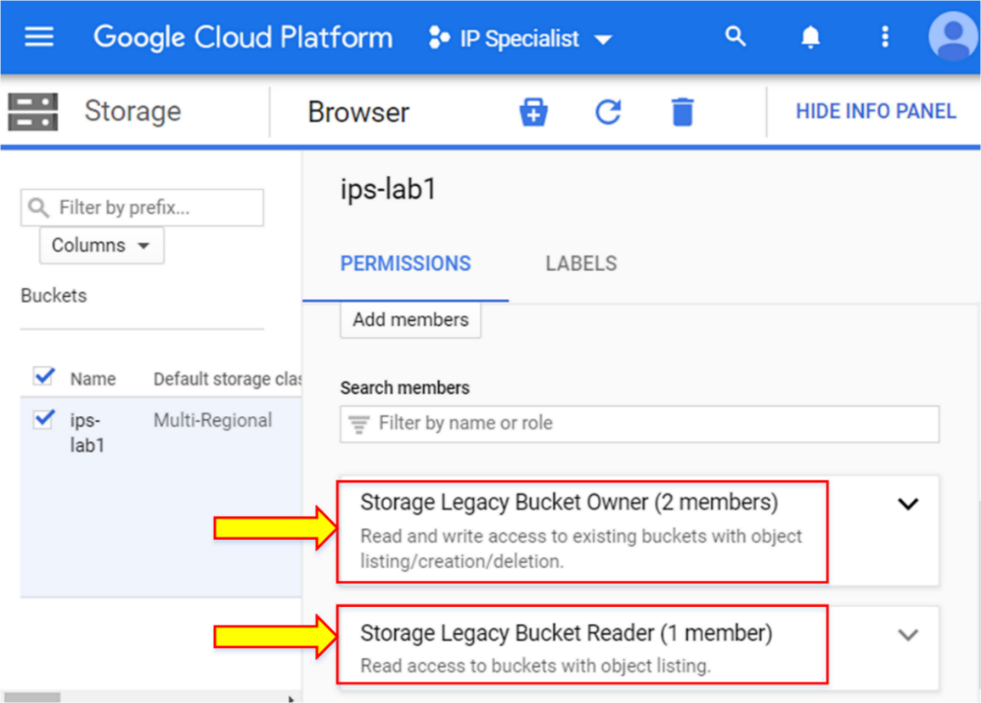 Google Cloud Platform
IP Specialist
Storage
Browser
HIDE INFO PANEL
Filter by prefix...
Columns
Buckets
Name
Default storage clas
ips-
lab1
Multi-Regional
ips-lab1
PERMISSIONS
LABELS
Add members
Search members
Filter by name or role
Storage Legacy Bucket Owner (2 members)
Read and write access to existing buckets with object
listing/creation/deletion.
Storage Legacy Bucket Reader (1 member)
Read access to buckets with object listing.